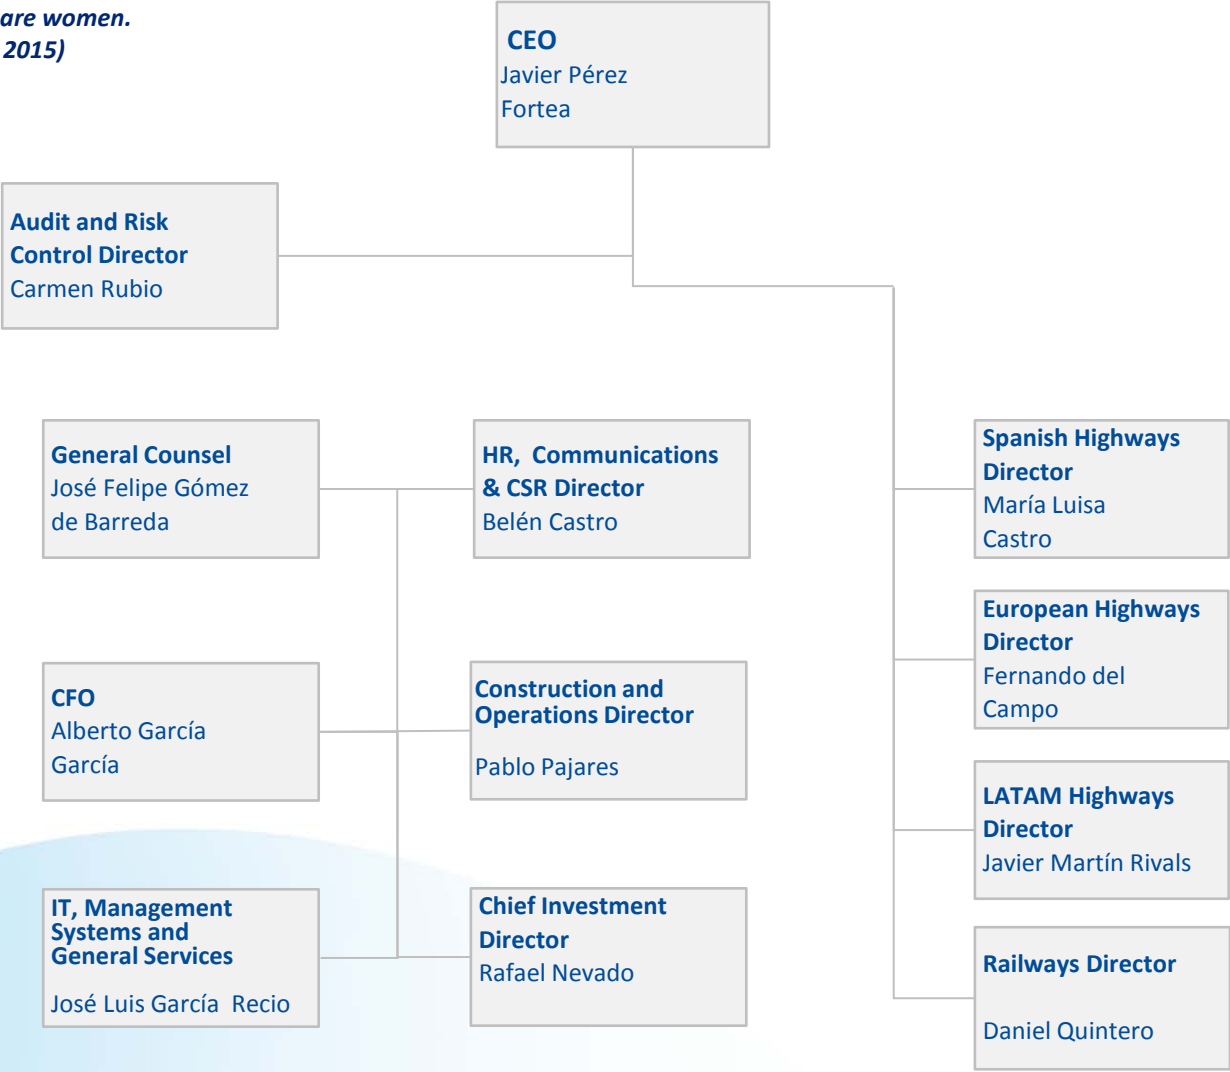 are women.
2015)
CEO
Javier Pérez
Fortea
Audit and Risk
Control Director
Carmen Rubio
General Counsel
José Felipe Gómez
de Barreda
HR, Communications
& CSR Director
Belén Castro
Spanish Highways
Director
María Luisa
Castro
European Highways
Director
Fernando del
Campo
CFO
Alberto García
García
Construction and
Operations Director
Pablo Pajares
LATAM Highways
Director
Javier Martín Rivals
IT, Management
Systems and
General Services
José Luis García Recio
Chief Investment
Director
Rafael Nevado
Railways Director
Daniel Quintero